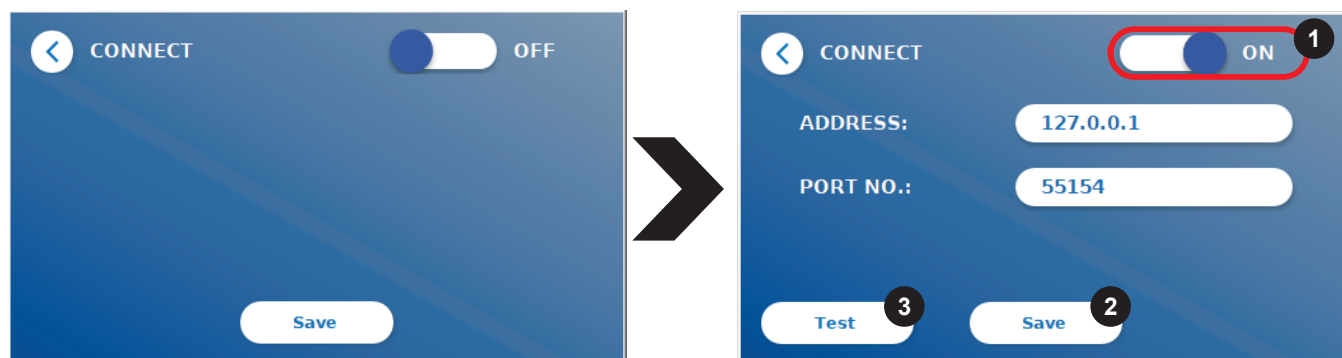 CONNECT OFF
Save
CONNECT ON 1
ADDRESS: 127.0.0.1
PORT NO.: 55154
Test 3 Save 2